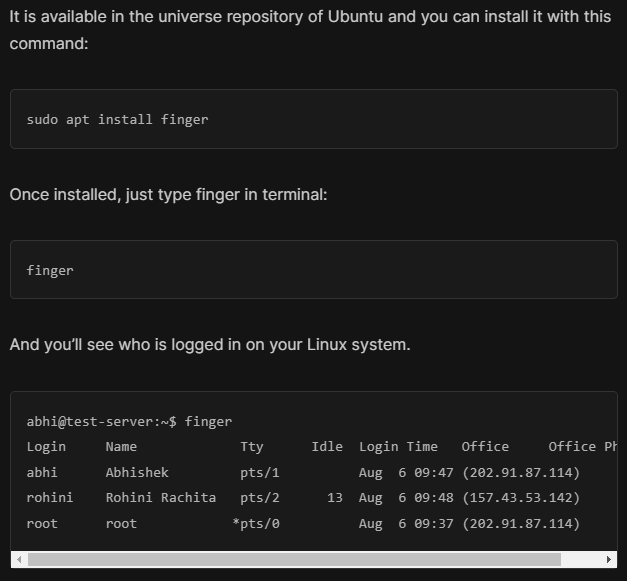 It is available in the universe repository of Ubuntu and you can install it with this
command:
sudo apt install finger
Once installed, just type finger in terminal:
finger
And you’ll see who is logged in on your Linux system.
abhi@test-server:~$ finger
Login     Name             Tty      Idle  Login Time   Office     Office Ph
abhi      Abhishek         pts/1          Aug  6 09:47 (202.91.87.114)
rohini    Rohini Rachita   pts/2      13  Aug  6 09:48 (157.43.53.142)
root      root            *pts/0          Aug  6 09:37 (202.91.87.114)